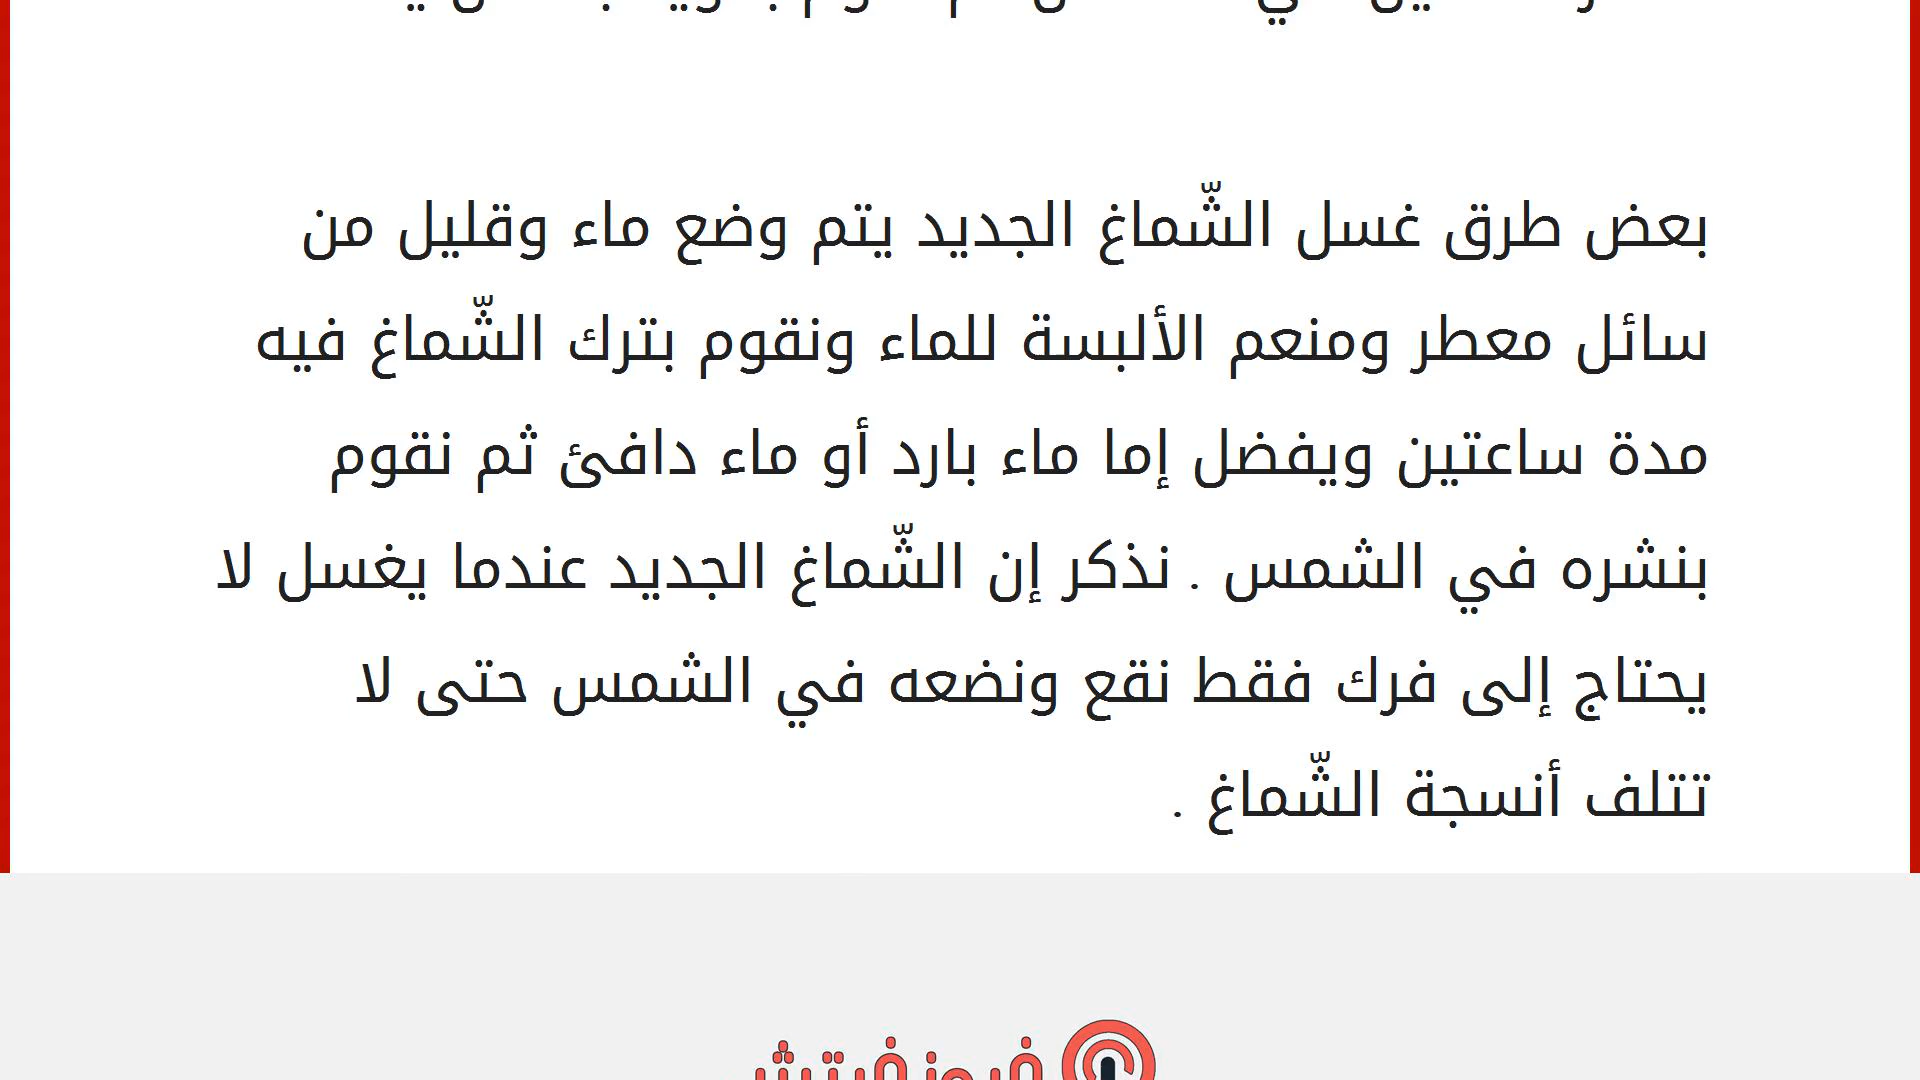 بعض طرق غسل الشّماغ الجديد يتم وضع ماء وقليل من
سائل معطر ومنعم الألبسة للماء ونقوم بترك الشّماغ فيه
مدة ساعتين ويفضل إما ماء بارد أو ماء دافئ ثم نقوم
بنشره في الشمس . نذكر إن الشّماغ الجديد عندما يغسل لا
يحتاج إلى فرك فقط نقع ونضعه في الشمس حتى لا
تتلف أنسجة الشّماغ .